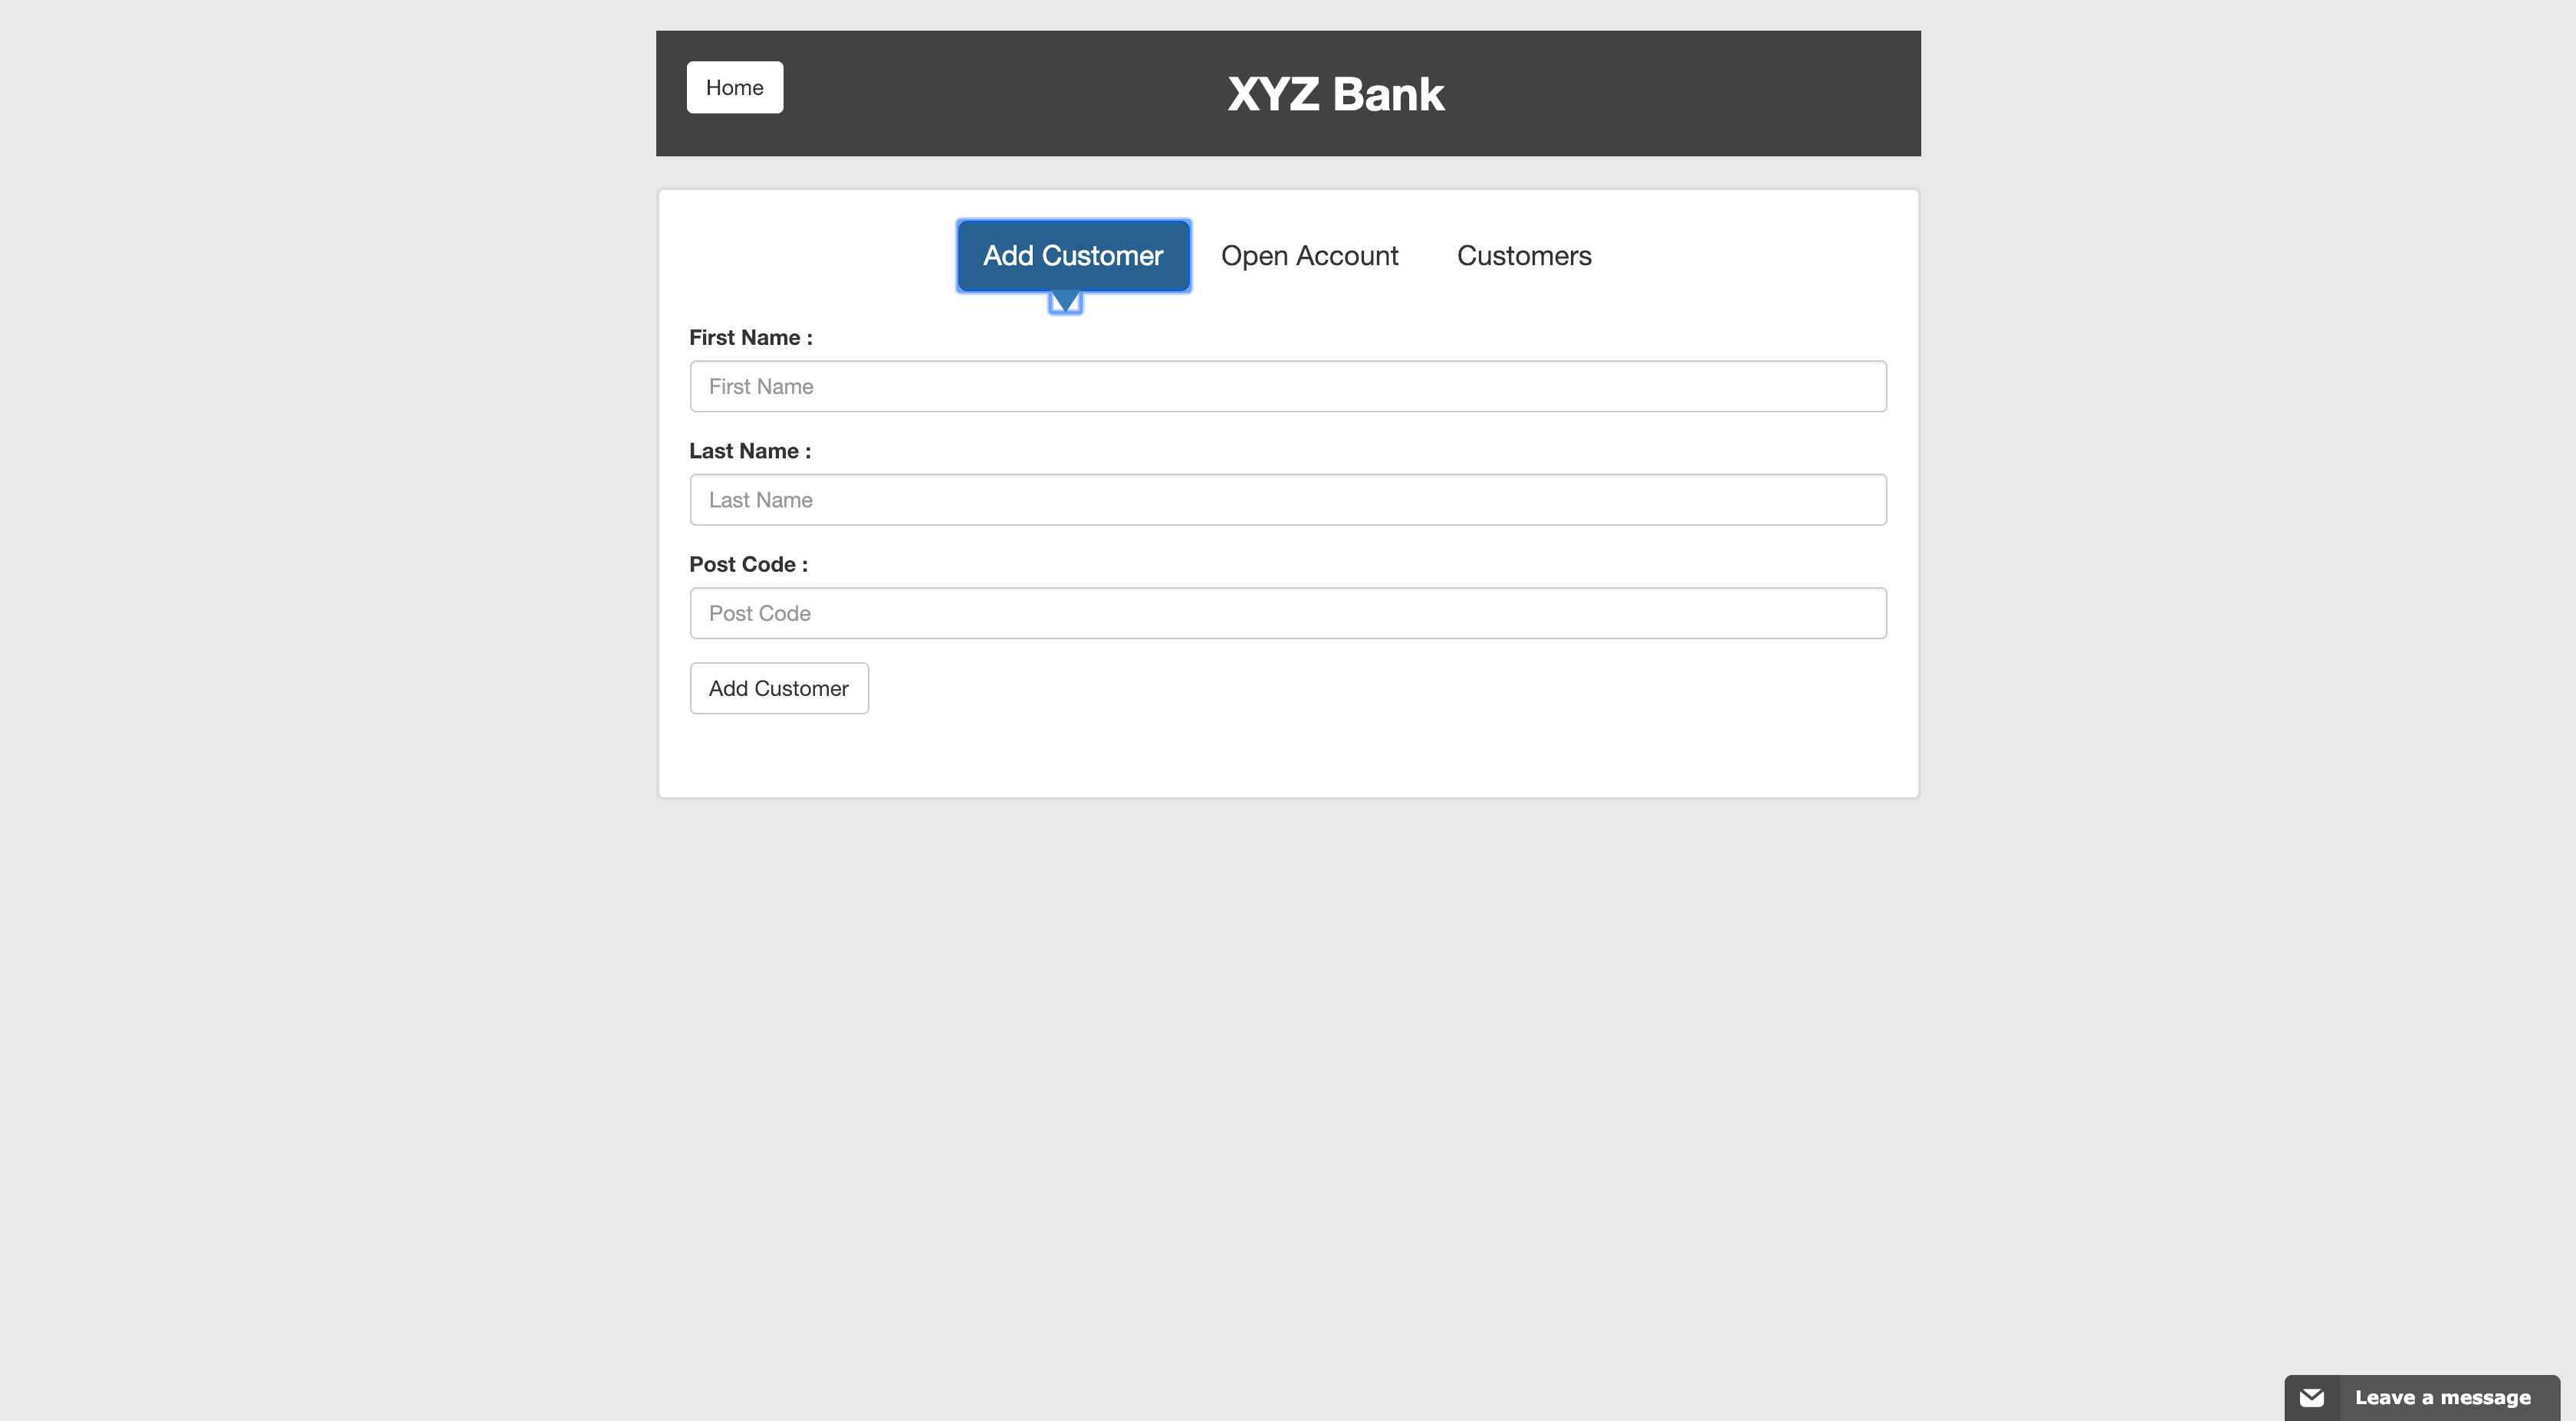 Home
XYZ Bank
Add Customer
Open Account
Customers
First Name :
First Name
Last Name :
Last Name
Post Code :
Post Code
Add Customer
Leave a message